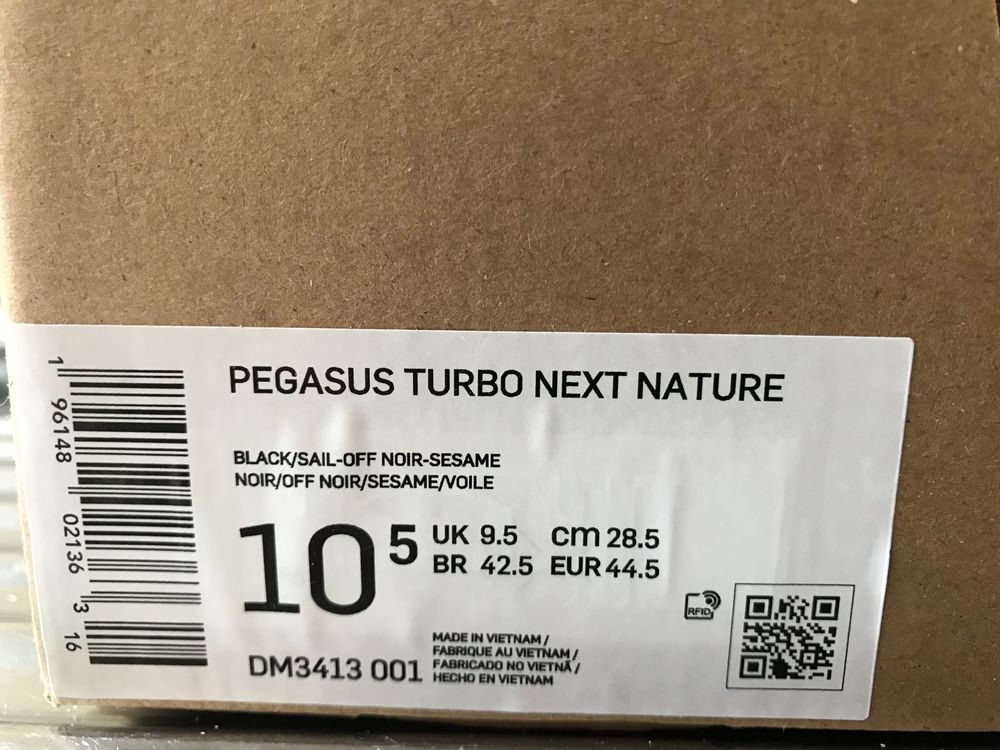 PEGASUS TURBO NEXT NATURE
BLACK/SAIL-OFF NOIR-SESAME
NOIR/OFF NOIR/SESAME/VOILE
10 5
UK 9.5 cm 28.5
BR 42.5 EUR 44.5
RFID
DM3413 001
MADE IN VIETNAM /
FABRIQUE AU VIETNAM /
FABRICADO NO VIETNÃ /
HECHO EN VIETNAM
1 96148 02136 3 16